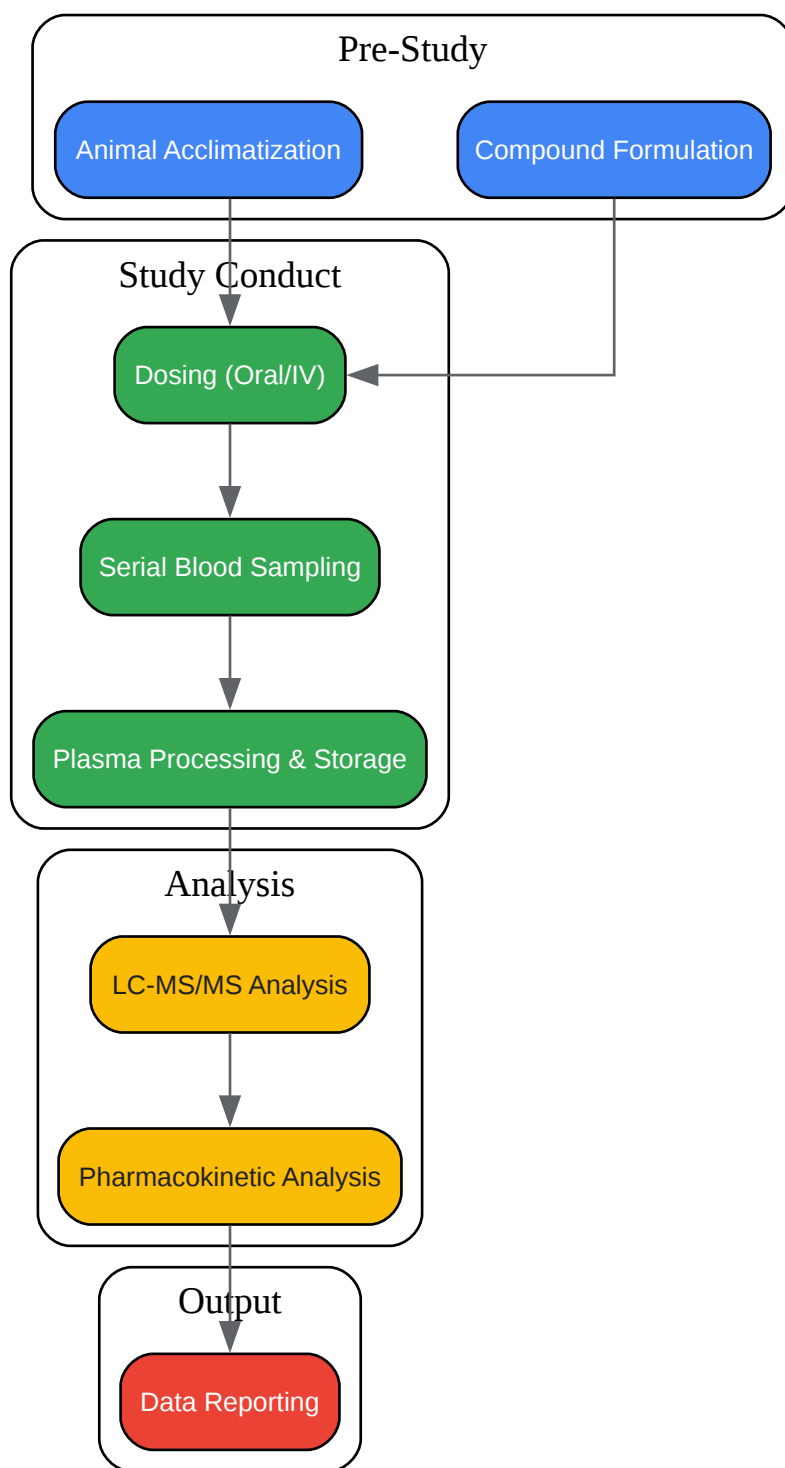 Pre-Study
Animal Acclimatization
Compound Formulation
Study Conduct
Dosing (Oral/IV)
Serial Blood Sampling
Plasma Processing & Storage
Analysis
LC-MS/MS Analysis
Pharmacokinetic Analysis
Output
Data Reporting